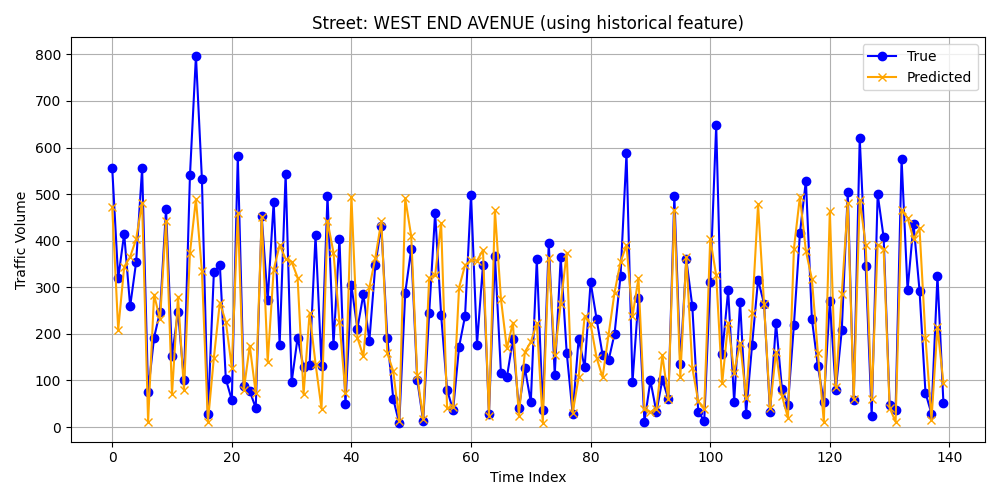 Street: WEST END AVENUE (using historical feature)
True
Predicted
Traffic Volume
800
700
600
500
400
300
200
100
0
0 20 40 60 80 100 120 140
Time Index